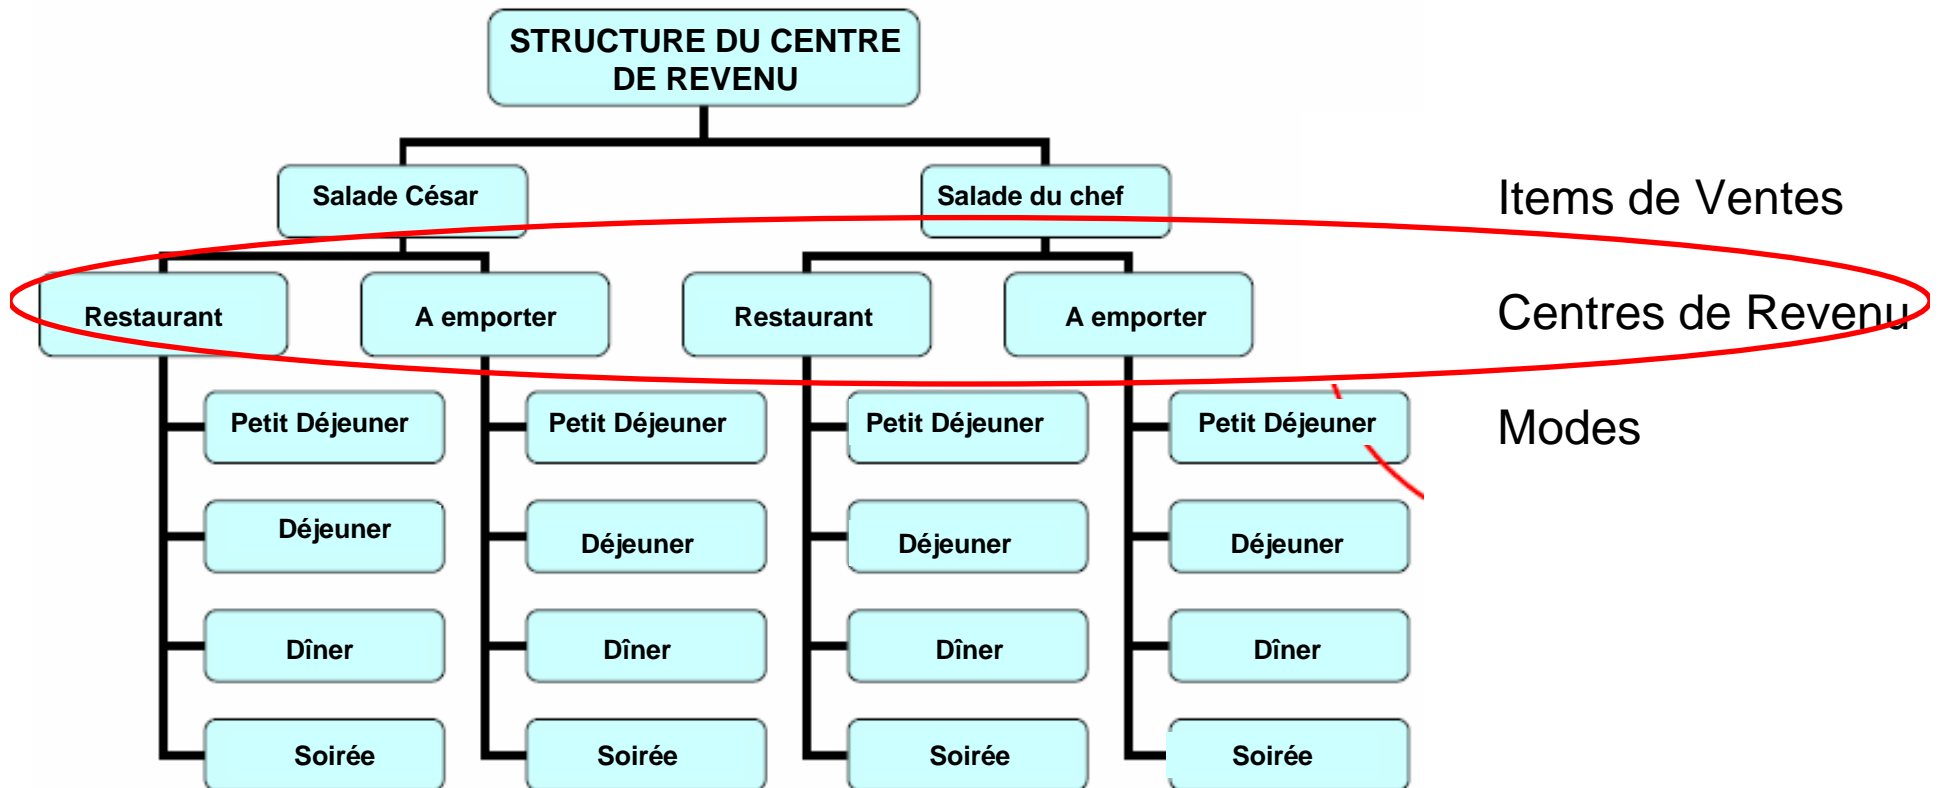 STRUCTURE DU CENTRE
DE REVENU
Salade César
Salade du chef
Items de Ventes
Restaurant
A emporter
Restaurant
A emporter
Centres de Revenu
Petit Déjeuner
Petit Déjeuner
Petit Déjeuner
Petit Déjeuner
Modes
Déjeuner
Déjeuner
Déjeuner
Déjeuner
Dîner
Dîner
Dîner
Dîner
Soirée
Soirée
Soirée
Soirée